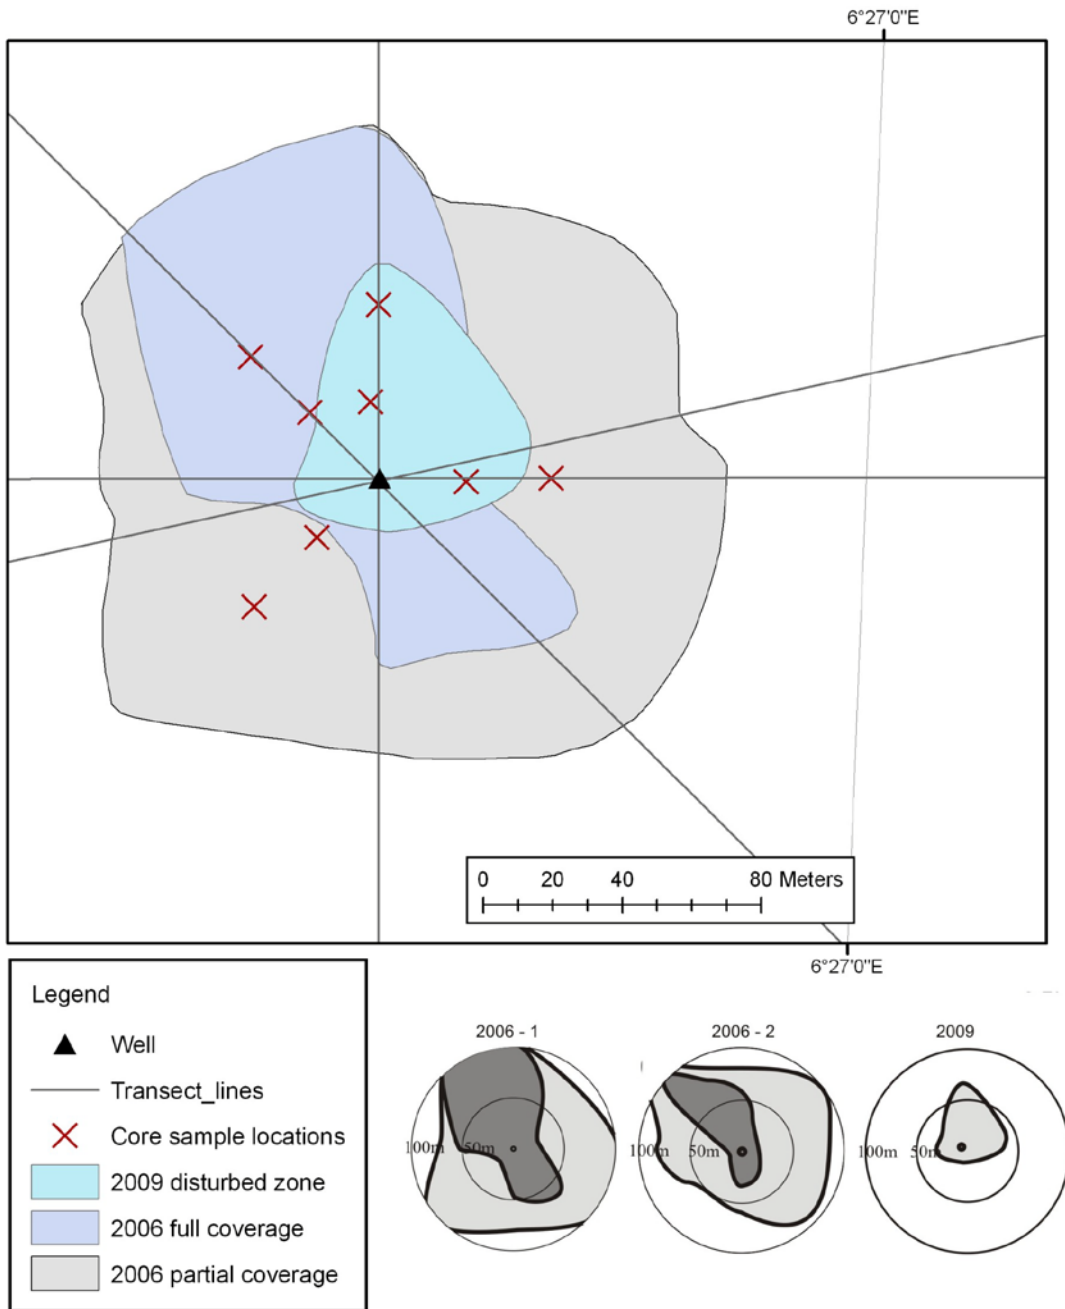 6°27'0"E
0 20 40 80 Meters
6°27'0"E
Legend
Well
Transect_lines
Core sample locations
2009 disturbed zone
2006 full coverage
2006 partial coverage
2006 - 1
2006 - 2
2009
100m 50m
100m 50m
100m 50m